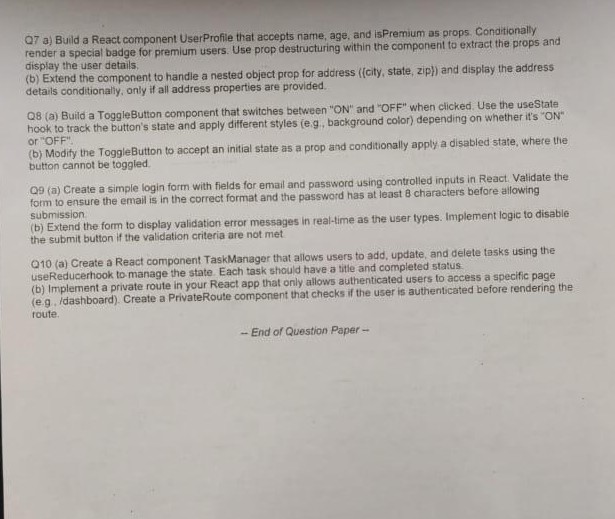 Q7 a) Build a React component UserProfile that accepts name, age, and isPremium as props. Conditionally
render a special badge for premium users. Use prop destructuring within the component to extract the props and
display the user details.
(b) Extend the component to handle a nested object prop for address ({city, state, zip}) and display the address
details conditionally, only if all address properties are provided.
Q8 (a) Build a ToggleButton component that switches between "ON" and "OFF" when clicked. Use the useState
hook to track the button's state and apply different styles (e.g., background color) depending on whether it's "ON"
or "OFF".
(b) Modify the ToggleButton to accept an initial state as a prop and conditionally apply a disabled state, where the
button cannot be toggled.
Q9 (a) Create a simple login form with fields for email and password using controlled inputs in React. Validate the
form to ensure the email is in the correct format and the password has at least 8 characters before allowing
submission.
(b) Extend the form to display validation error messages in real-time as the user types. Implement logic to disable
the submit button if the validation criteria are not met.
Q10 (a) Create a React component TaskManager that allows users to add, update, and delete tasks using the
useReducerhook to manage the state. Each task should have a title and completed status.
(b) Implement a private route in your React app that only allows authenticated users to access a specific page
(e.g., /dashboard). Create a PrivateRoute component that checks if the user is authenticated before rendering the
route.
-- End of Question Paper --